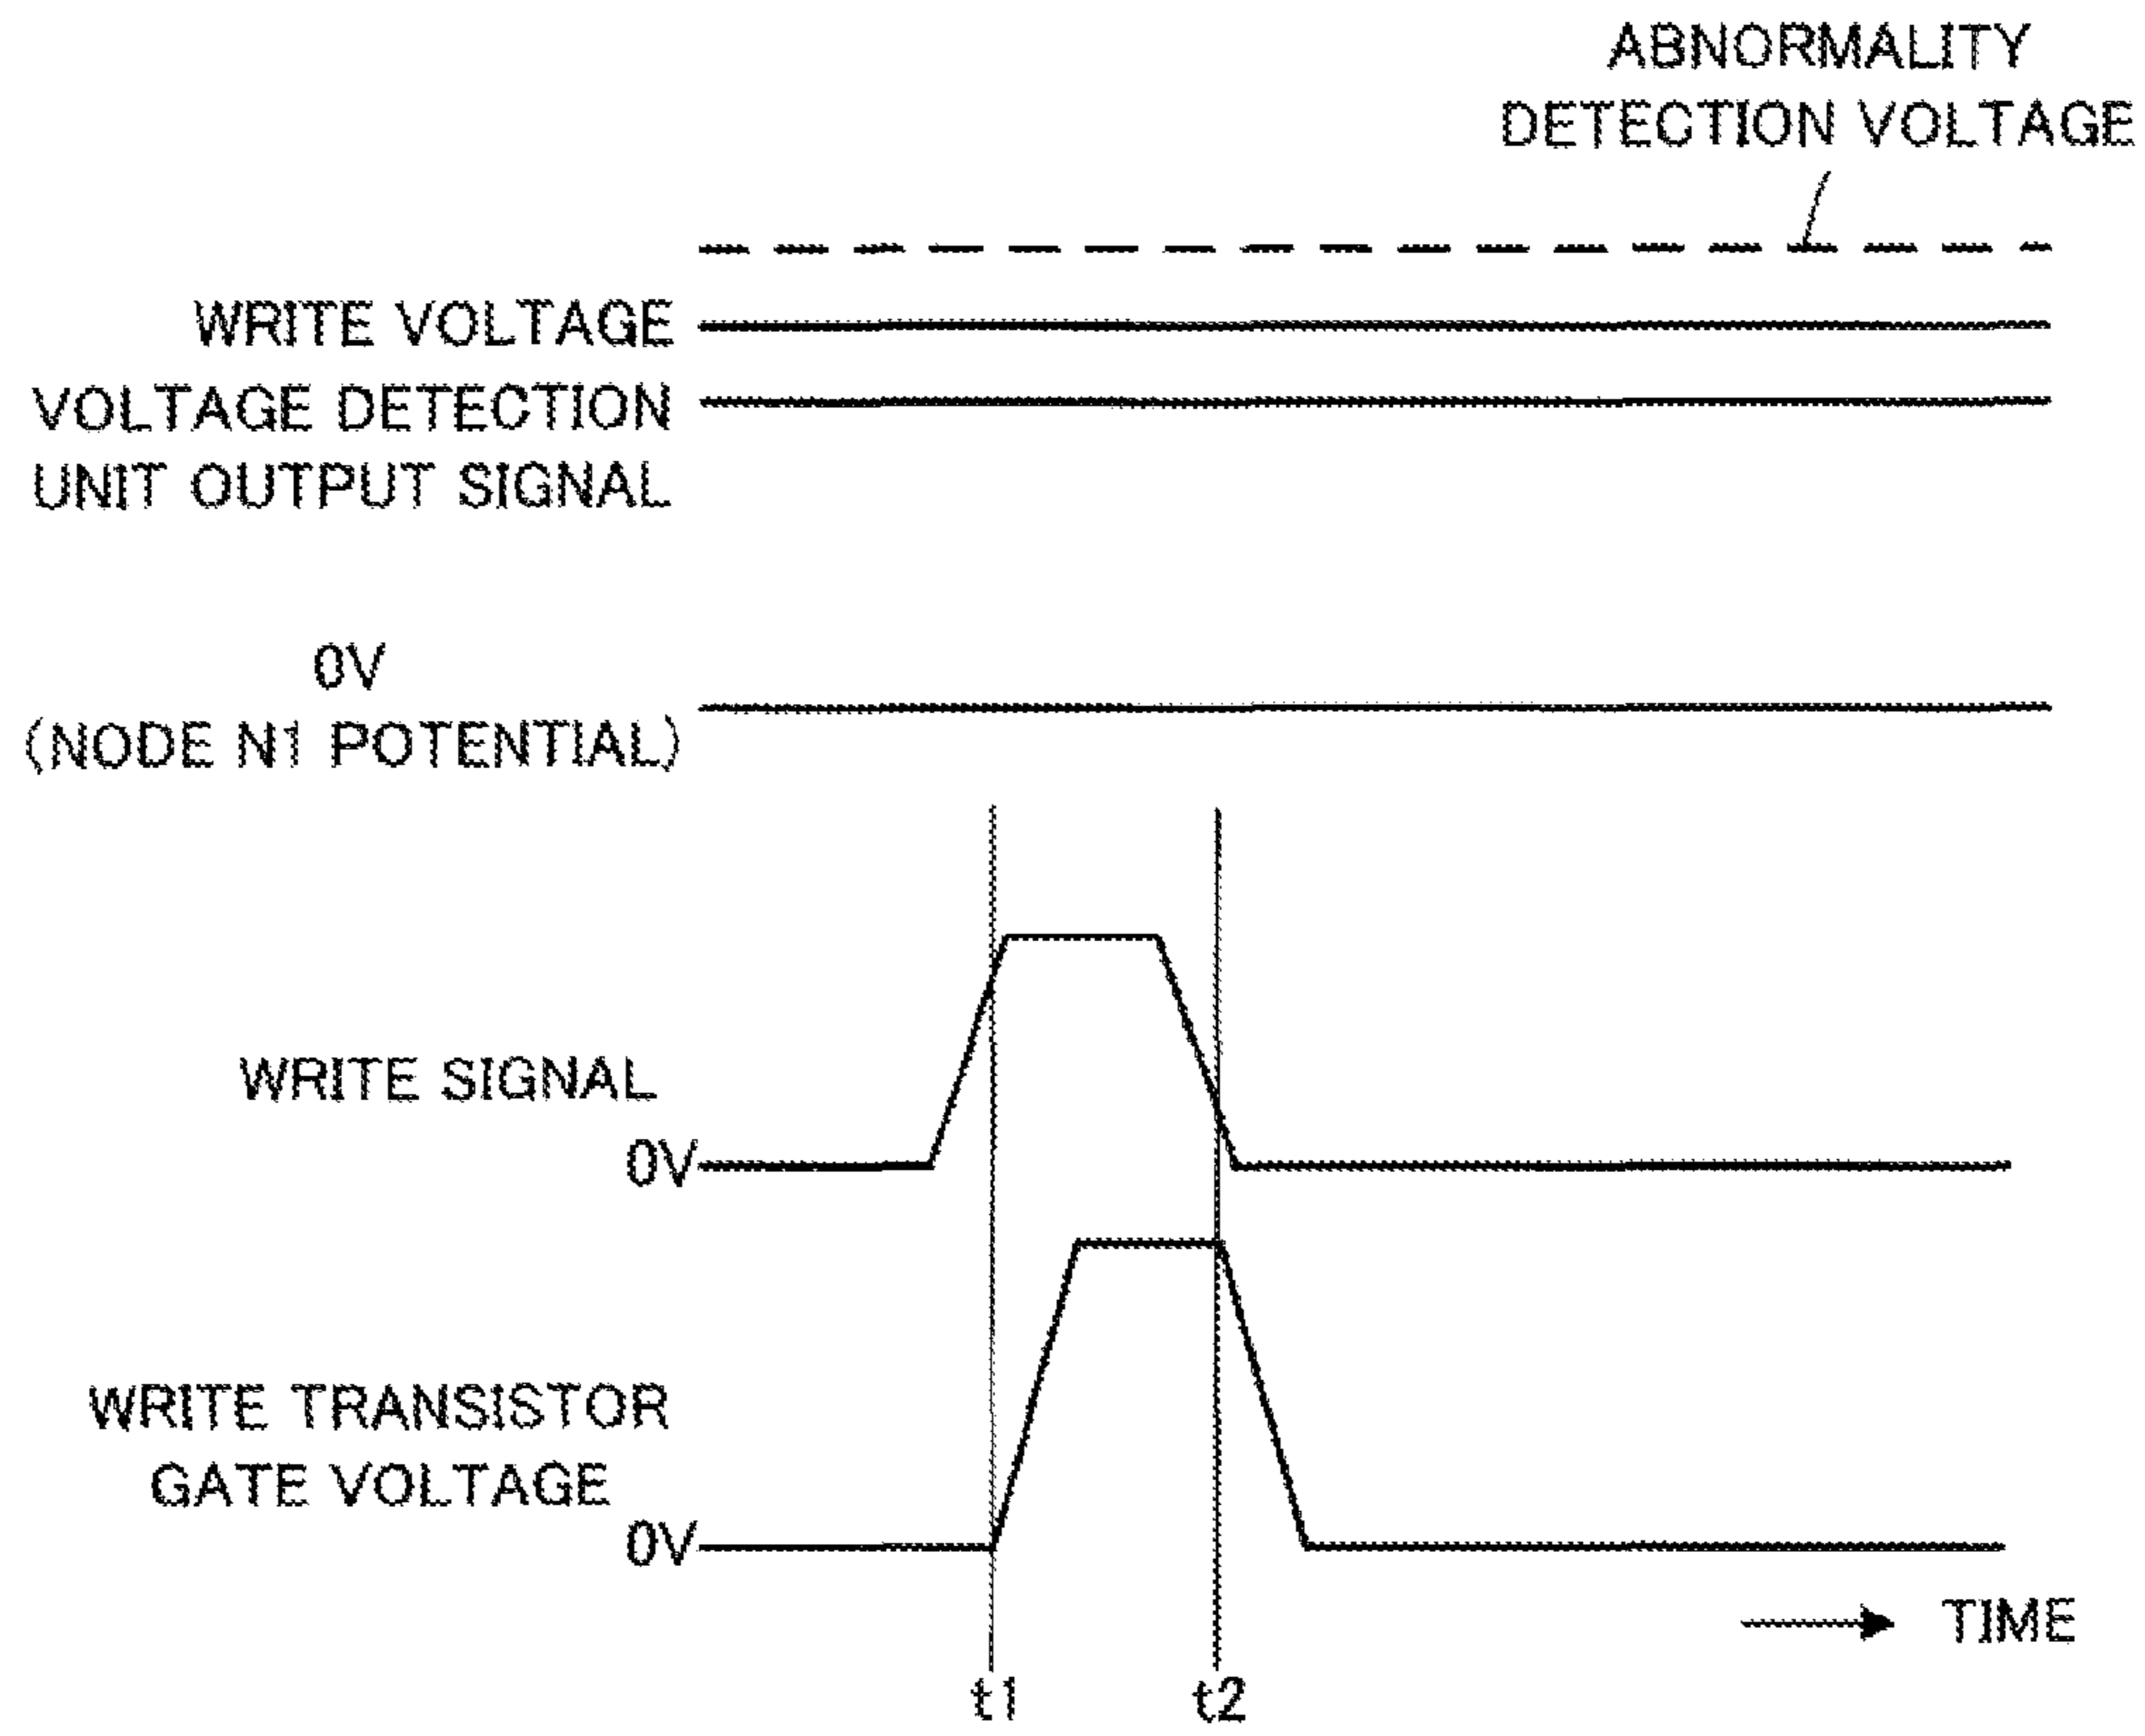 ABNORMALITY
DETECTION VOLTAGE
WRITE VOLTAGE
VOLTAGE DETECTION
UNIT OUTPUT SIGNAL
0V
(NODE N1 POTENTIAL)
WRITE SIGNAL
0V
WRITE TRANSISTOR
GATE VOLTAGE
0V
TIME
t1
t2